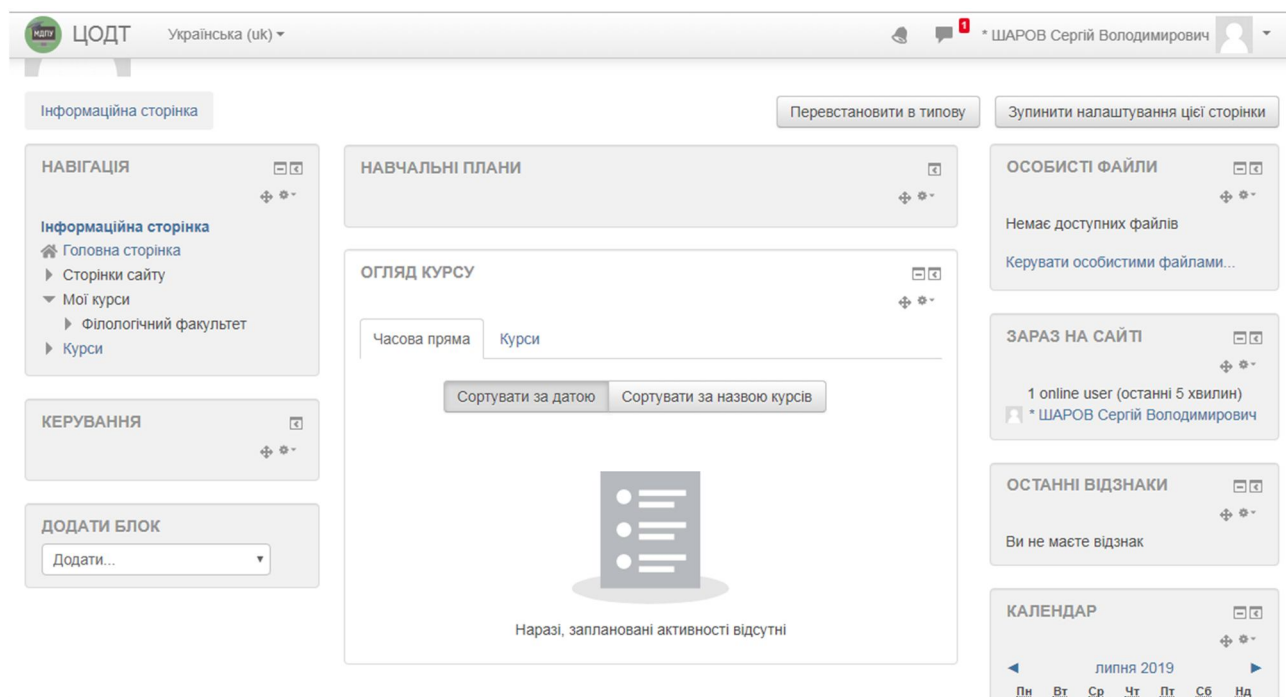 МДПУ ЦОДТ Українська (uk) 1 * ШАРОВ Сергій Володимирович
Інформаційна сторінка Перевстановити в типову Зупинити налаштування цієї сторінки
НАВІГАЦІЯ
Інформаційна сторінка
Головна сторінка
Сторінки сайту
Мої курси
Філологічний факультет
Курси
КЕРУВАННЯ
ДОДАТИ БЛОК
Додати...
НАВЧАЛЬНІ ПЛАНИ
ОГЛЯД КУРСУ
Часова пряма Курси
Сортувати за датою Сортувати за назвою курсів
Наразі, заплановані активності відсутні
ОСОБИСТІ ФАЙЛИ
Немає доступних файлів
Керувати особистими файлами...
ЗАРАЗ НА САЙТІ
1 online user (останні 5 хвилин)
* ШАРОВ Сергій Володимирович
ОСТАННІ ВІДЗНАКИ
Ви не маєте відзнак
КАЛЕНДАР
липня 2019
Пн Вт Ср Чт Пт Сб Нд